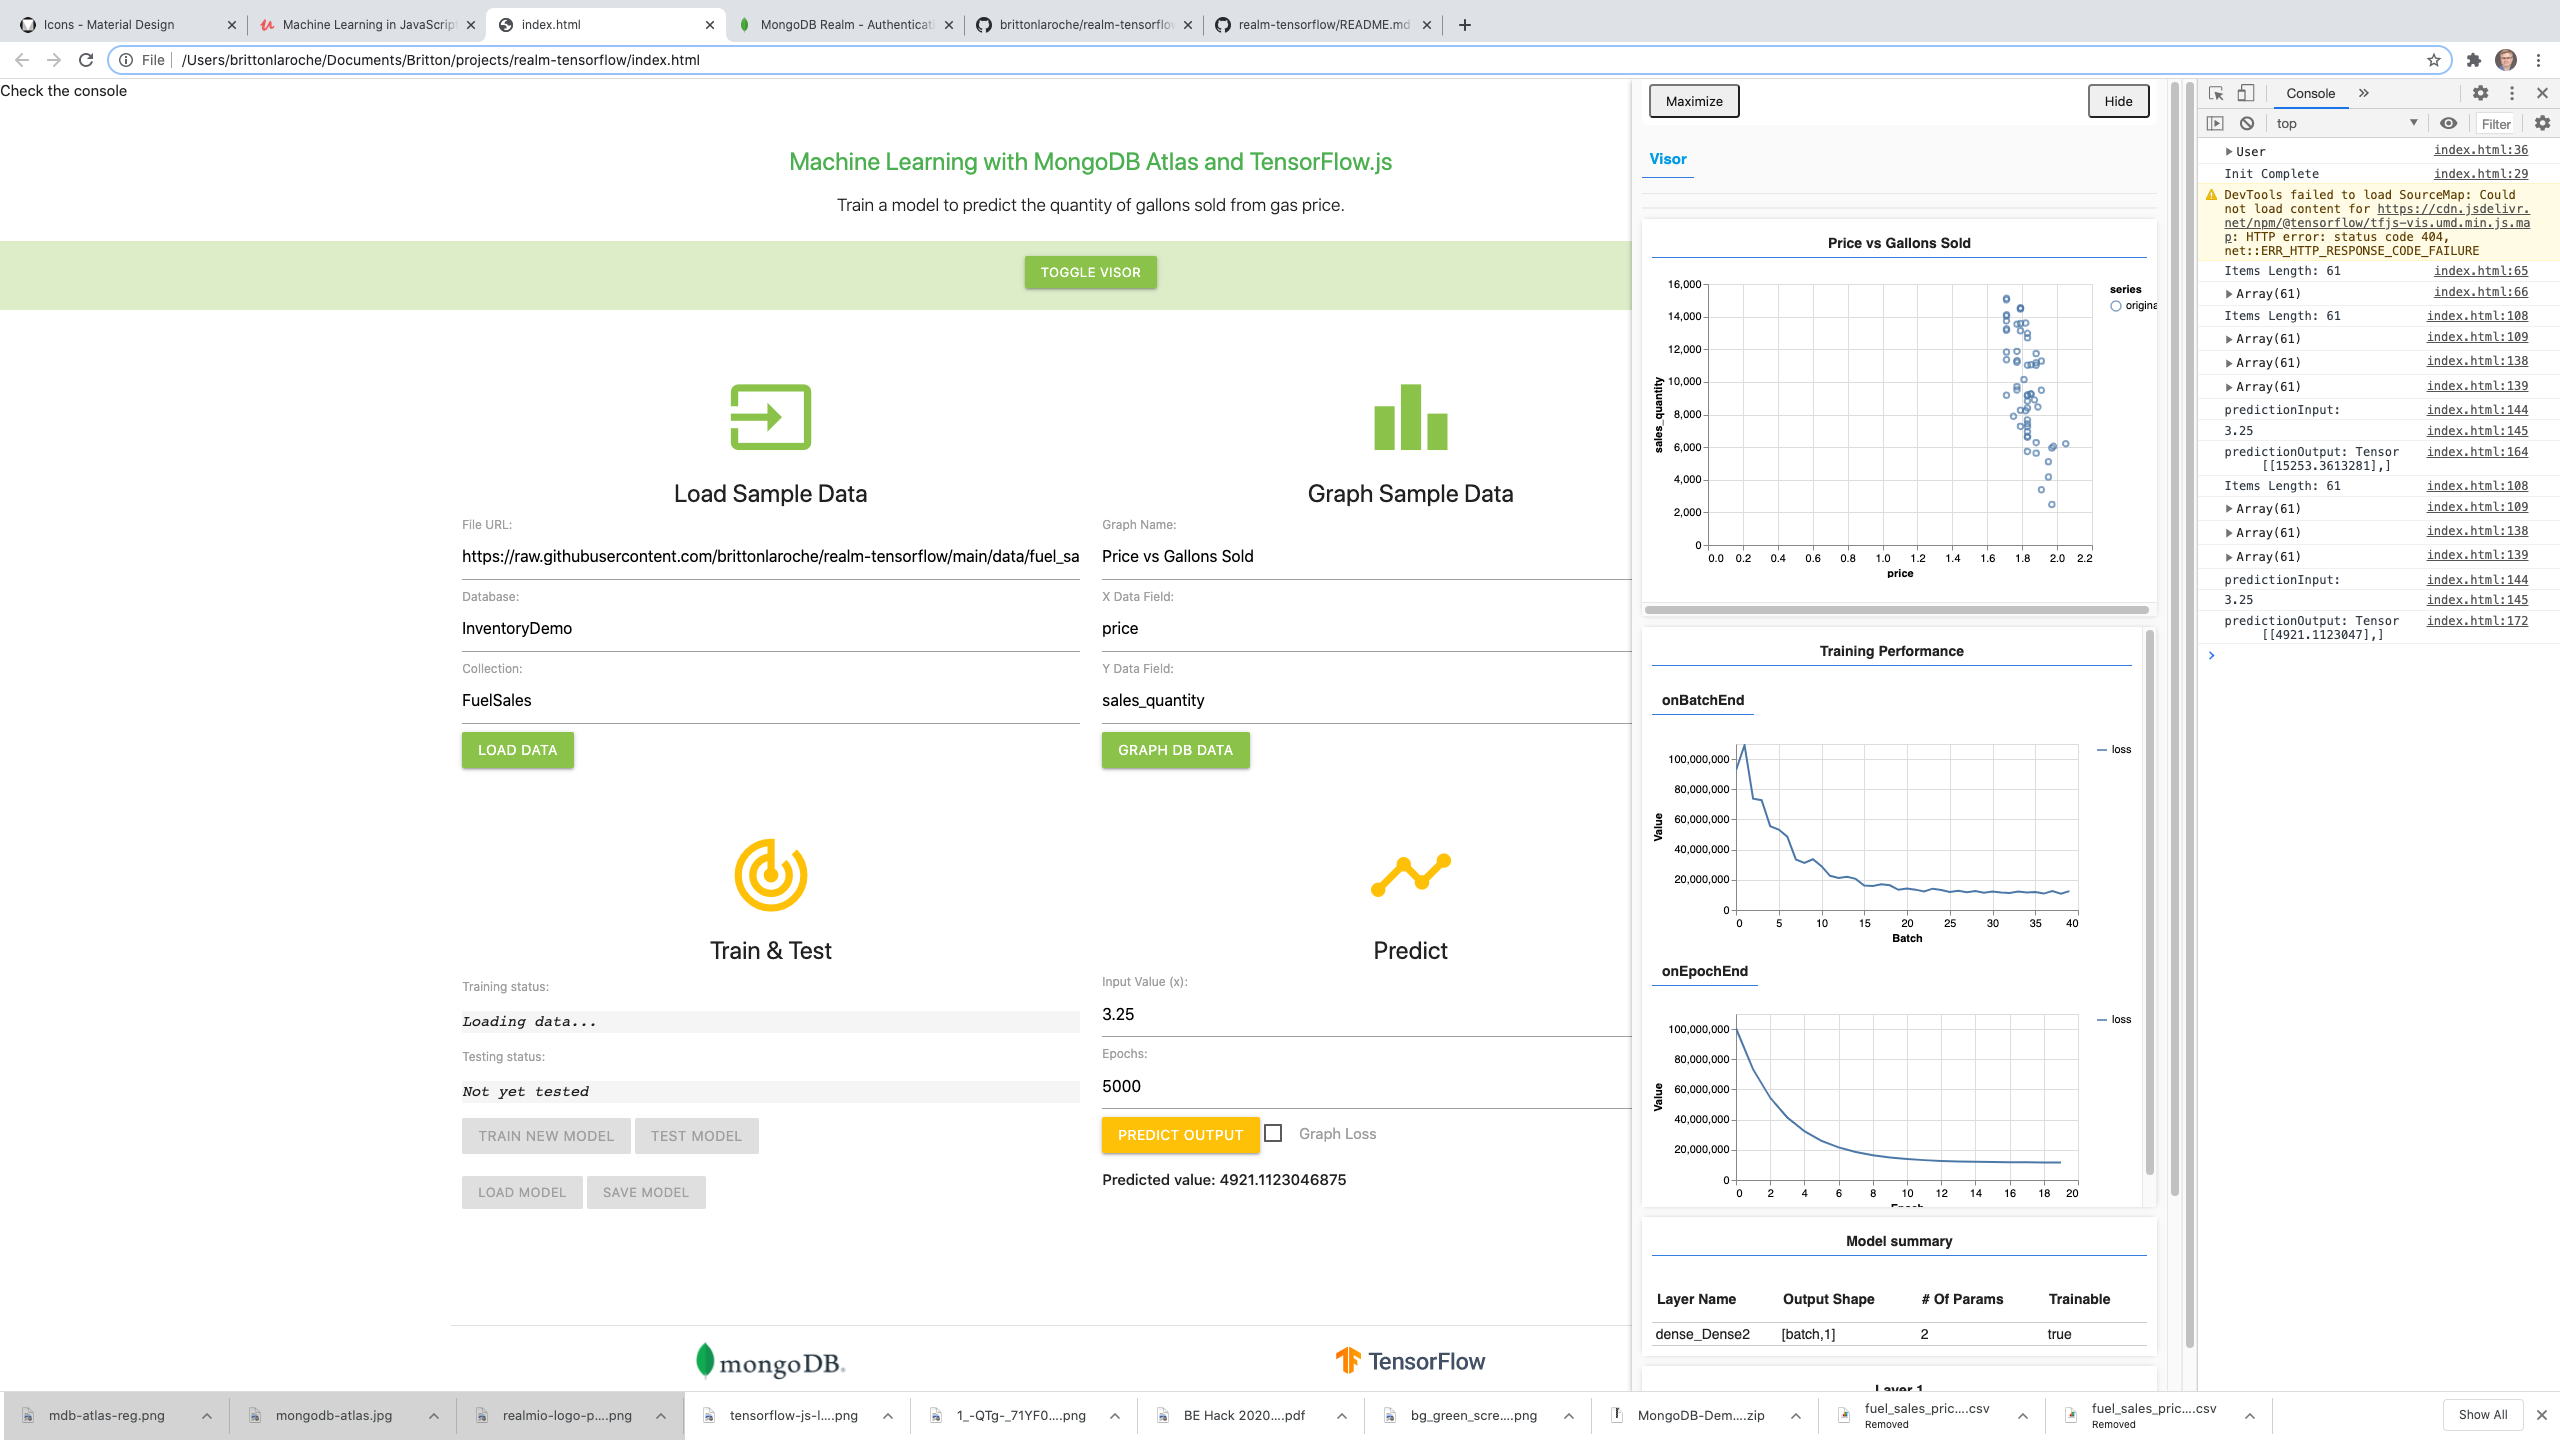 Icons - Material Design
Machine Learning in JavaScript
index.html
MongoDB Realm - Authenticati
brittonlaroche/realm-tensorflow
realm-tensorflow/README.md
File
/Users/brittonlaroche/Documents/Britton/projects/realm-tensorflow/index.html
Check the console
Machine Learning with MongoDB Atlas and TensorFlow.js
Train a model to predict the quantity of gallons sold from gas price.
TOGGLE VISOR
Load Sample Data
File URL:
https://raw.githubusercontent.com/brittonlaroche/realm-tensorflow/main/data/fuel_sa
Database:
InventoryDemo
Collection:
FuelSales
LOAD DATA
Graph Sample Data
Graph Name:
Price vs Gallons Sold
X Data Field:
price
Y Data Field:
sales_quantity
GRAPH DB DATA
Train & Test
Training status:
Loading data...
Testing status:
Not yet tested
TRAIN NEW MODEL
TEST MODEL
LOAD MODEL
SAVE MODEL
Predict
Input Value (x):
3.25
Epochs:
5000
PREDICT OUTPUT
Graph Loss
Predicted value: 4921.1123046875
mongoDB.
TensorFlow
Maximize
Hide
Visor
Price vs Gallons Sold
16,000
14,000
12,000
10,000
8,000
6,000
4,000
2,000
0
sales_quantity
0.0 0.2 0.4 0.6 0.8 1.0 1.2 1.4 1.6 1.8 2.0 2.2
price
series
origina
Training Performance
onBatchEnd
100,000,000
80,000,000
60,000,000
40,000,000
20,000,000
0
Value
0 5 10 15 20 25 30 35 40
Batch
loss
onEpochEnd
100,000,000
80,000,000
60,000,000
40,000,000
20,000,000
0
Value
0 2 4 6 8 10 12 14 16 18 20
Epoch
loss
Model summary
Layer Name Output Shape # Of Params Trainable
dense_Dense2 [batch,1] 2 true
Layer 1
Console
top
Filter
User index.html:36
Init Complete index.html:29
DevTools failed to load SourceMap: Could
not load content for https://cdn.jsdelivr.
net/npm/@tensorflow/tfjs-vis.umd.min.js.ma
p: HTTP error: status code 404,
net::ERR_HTTP_RESPONSE_CODE_FAILURE
Items Length: 61 index.html:65
Array(61) index.html:66
Items Length: 61 index.html:108
Array(61) index.html:109
Array(61) index.html:138
Array(61) index.html:139
predictionInput: index.html:144
3.25 index.html:145
predictionOutput: Tensor index.html:164
[[15253.3613281],]
Items Length: 61 index.html:108
Array(61) index.html:109
Array(61) index.html:138
Array(61) index.html:139
predictionInput: index.html:144
3.25 index.html:145
predictionOutput: Tensor index.html:172
[[4921.1123047],]
mdb-atlas-reg.png
mongodb-atlas.jpg
realmio-logo-p....png
tensorflow-js-l....png
1_-QTg-_71YF0....png
BE Hack 2020....pdf
bg_green_scre....png
MongoDB-Dem....zip
fuel_sales_pric....csv
Removed
fuel_sales_pric....csv
Removed
Show All